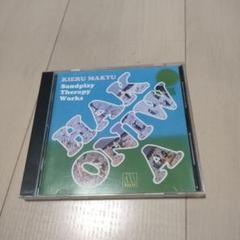 KIERU MAKYU
Sandplay
Therapy
Works
HAKONIWA